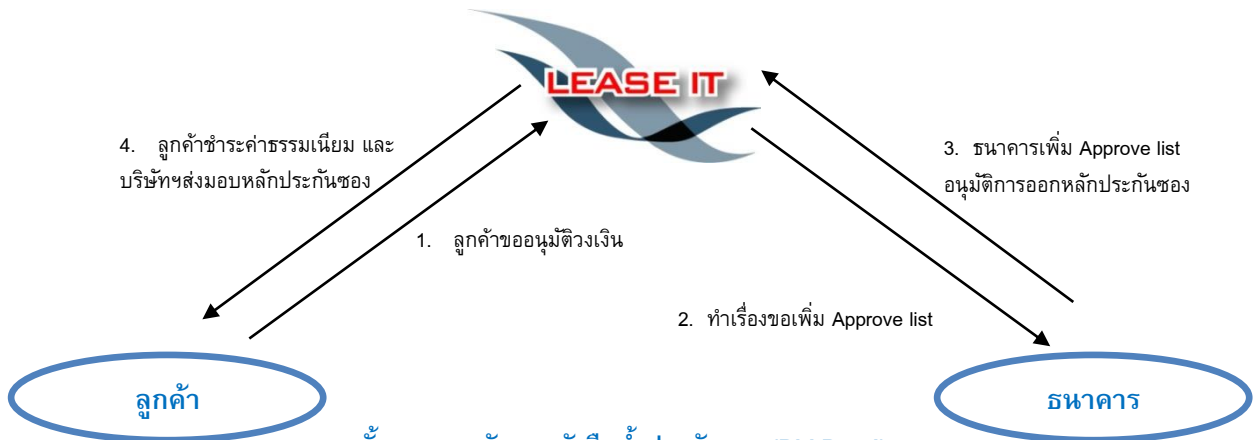 LEASE IT
4. ลูกค้าชำระค่าธรรมเนียม และ
บริษัทฯส่งมอบหลักประกันซอง
3. ธนาคารเพิ่ม Approve list
อนุมัติการออกหลักประกันซอง
1. ลูกค้าขออนุมัติวงเงิน
2. ทำเรื่องขอเพิ่ม Approve list
ลูกค้า
ธนาคาร